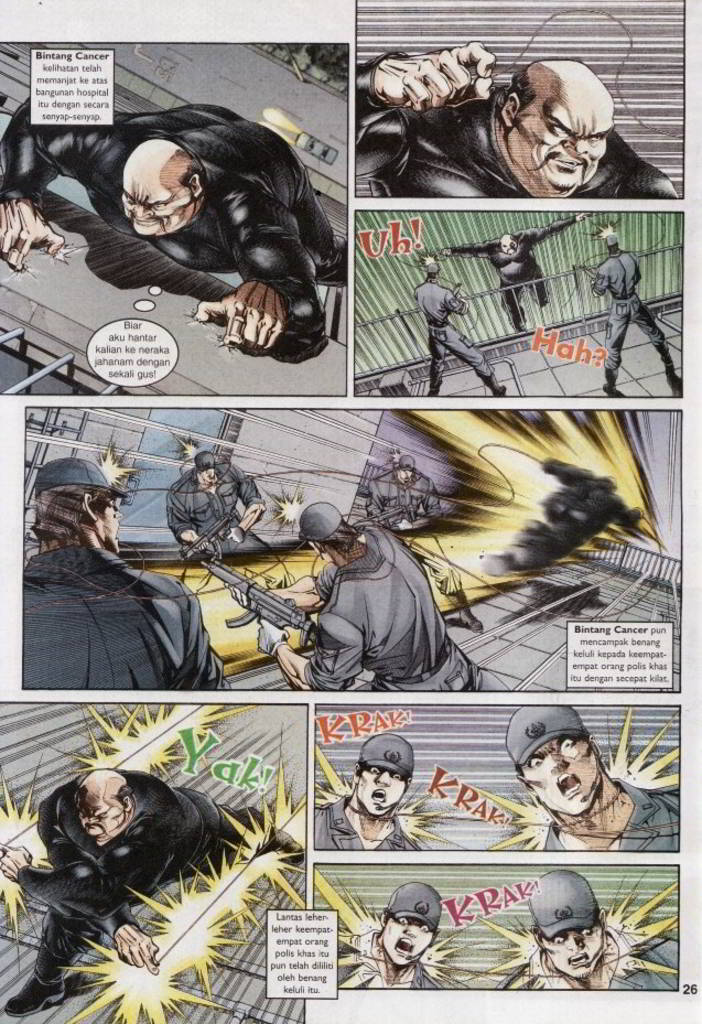 Bintang Cancer
kelihatan telah
memanjat ke atas
bangunan hospital
itu dengan secara
senyap-senyap.
Biar
aku hantar
kalian ke neraka
jahanam dengan
sekali gus!
Uh!
Hah?
Bintang Cancer pun
mencampak benang
keluli kepada keempat-
empat orang polis khas
itu dengan secepat kilat.
Yak!
Lantas leher-
leher keempat-
empat orang
polis khas itu
pun telah dililiti
oleh benang
keluli itu.
KRAK!
KRAK!
KRAK!
26